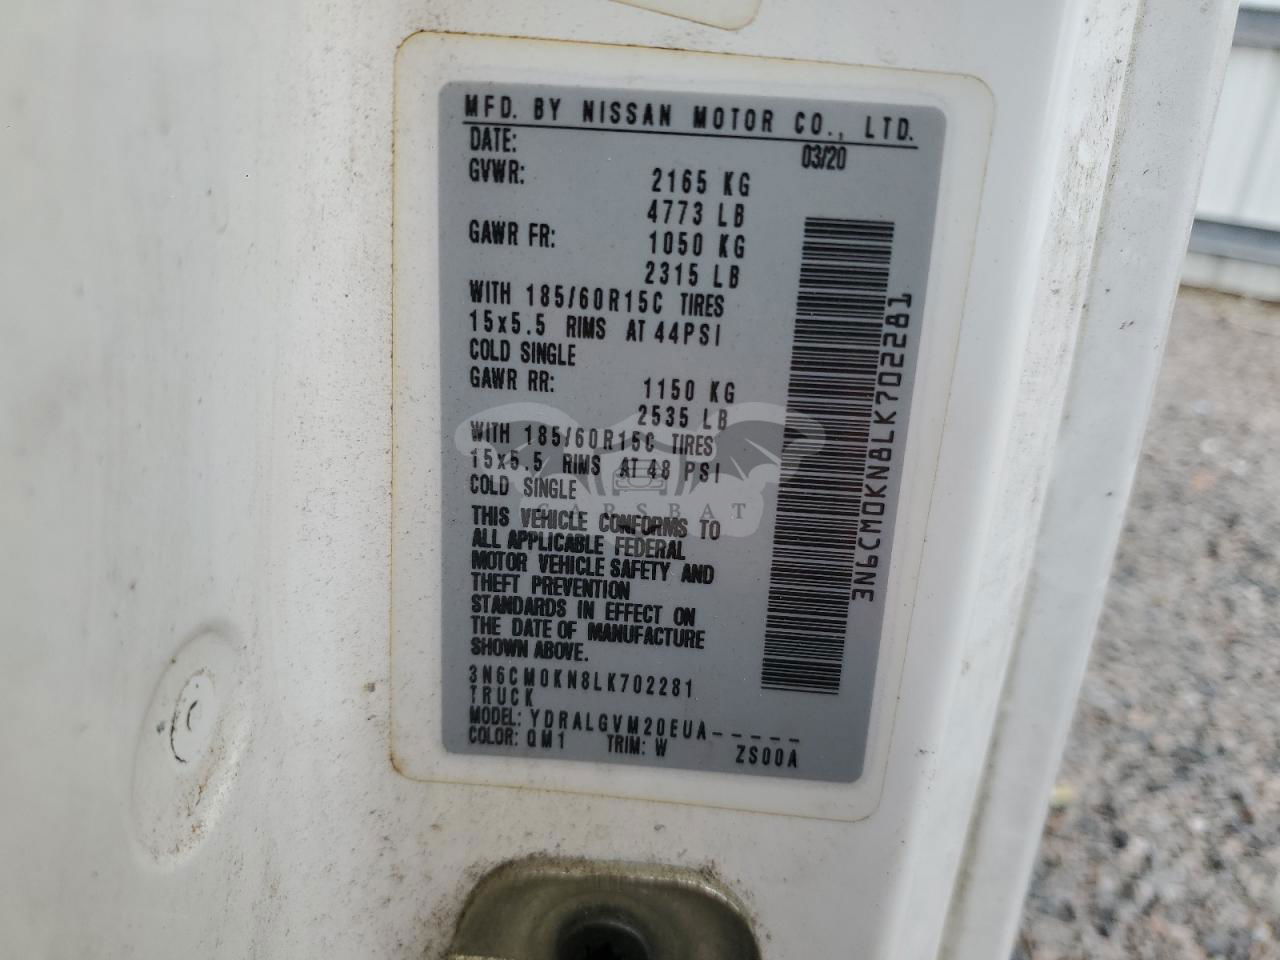 MFD. BY NISSAN MOTOR CO., LTD.
DATE: 03/20
GVWR: 2165 KG
4773 LB
GAWR FR: 1050 KG
2315 LB
WITH 185/60R15C TIRES
15x5.5 RIMS AT 44PSI
COLD SINGLE
GAWR RR: 1150 KG
2535 LB
WITH 185/60R15C TIRES
15x5.5 RIMS AT 48 PSI
COLD SINGLE
CARSBAT
THIS VEHICLE CONFORMS TO
ALL APPLICABLE FEDERAL
MOTOR VEHICLE SAFETY AND
THEFT PREVENTION
STANDARDS IN EFFECT ON
THE DATE OF MANUFACTURE
SHOWN ABOVE.
3N6CM0KN8LK702281
TRUCK
MODEL: YDRALGVM20EUA-----
COLOR: QM1 TRIM: W ZS00A
3N6CM0KN8LK702281